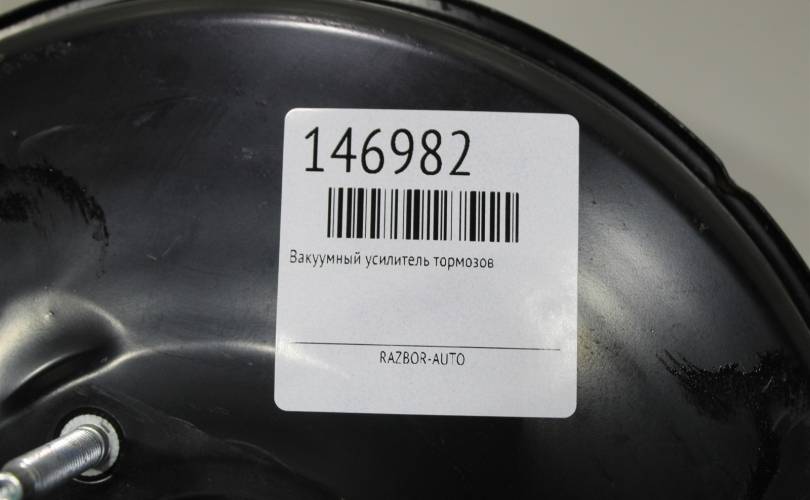 146982
Вакуумный усилитель тормозов
RAZBOR-AUTO